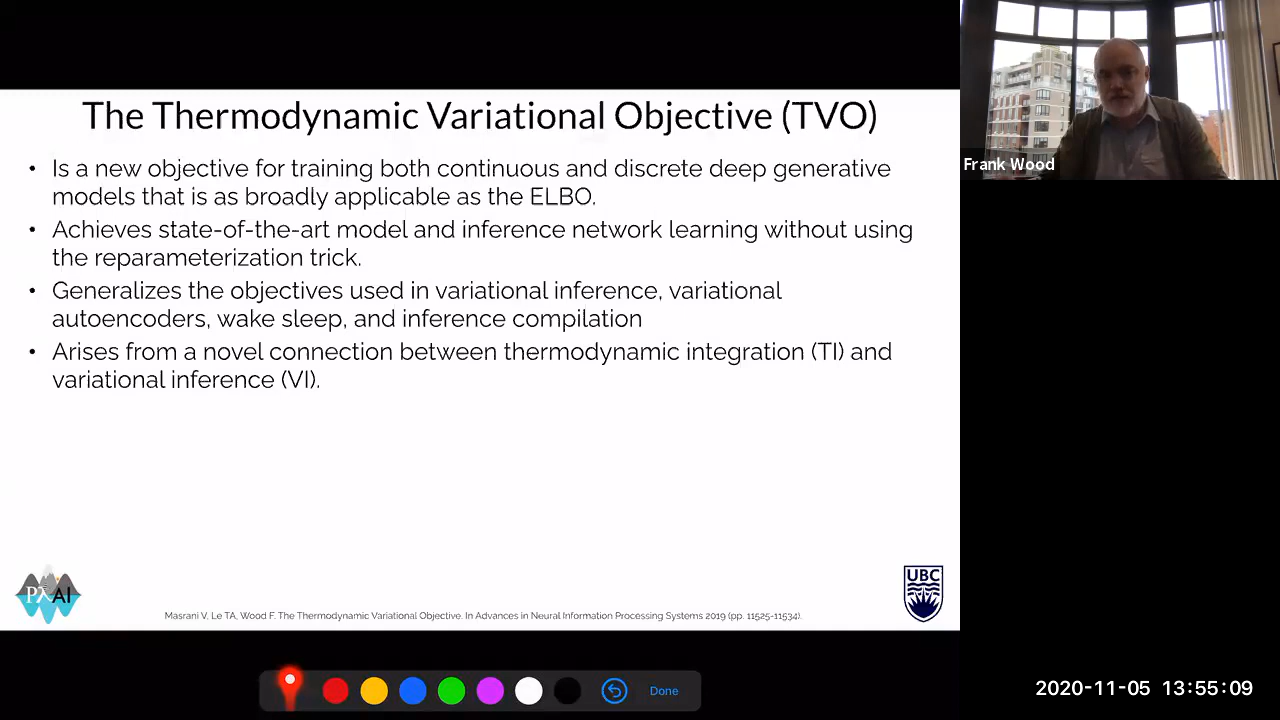 The Thermodynamic Variational Objective (TVO)
• Is a new objective for training both continuous and discrete deep generative
models that is as broadly applicable as the ELBO.
• Achieves state-of-the-art model and inference network learning without using
the reparameterization trick.
• Generalizes the objectives used in variational inference, variational
autoencoders, wake sleep, and inference compilation
• Arises from a novel connection between thermodynamic integration (TI) and
variational inference (VI).
Frank Wood
PλAI
UBC
Masrani V, Le TA, Wood F. The Thermodynamic Variational Objective. In Advances in Neural Information Processing Systems 2019 (pp. 11525-11534).
Done
2020-11-05 13:55:09